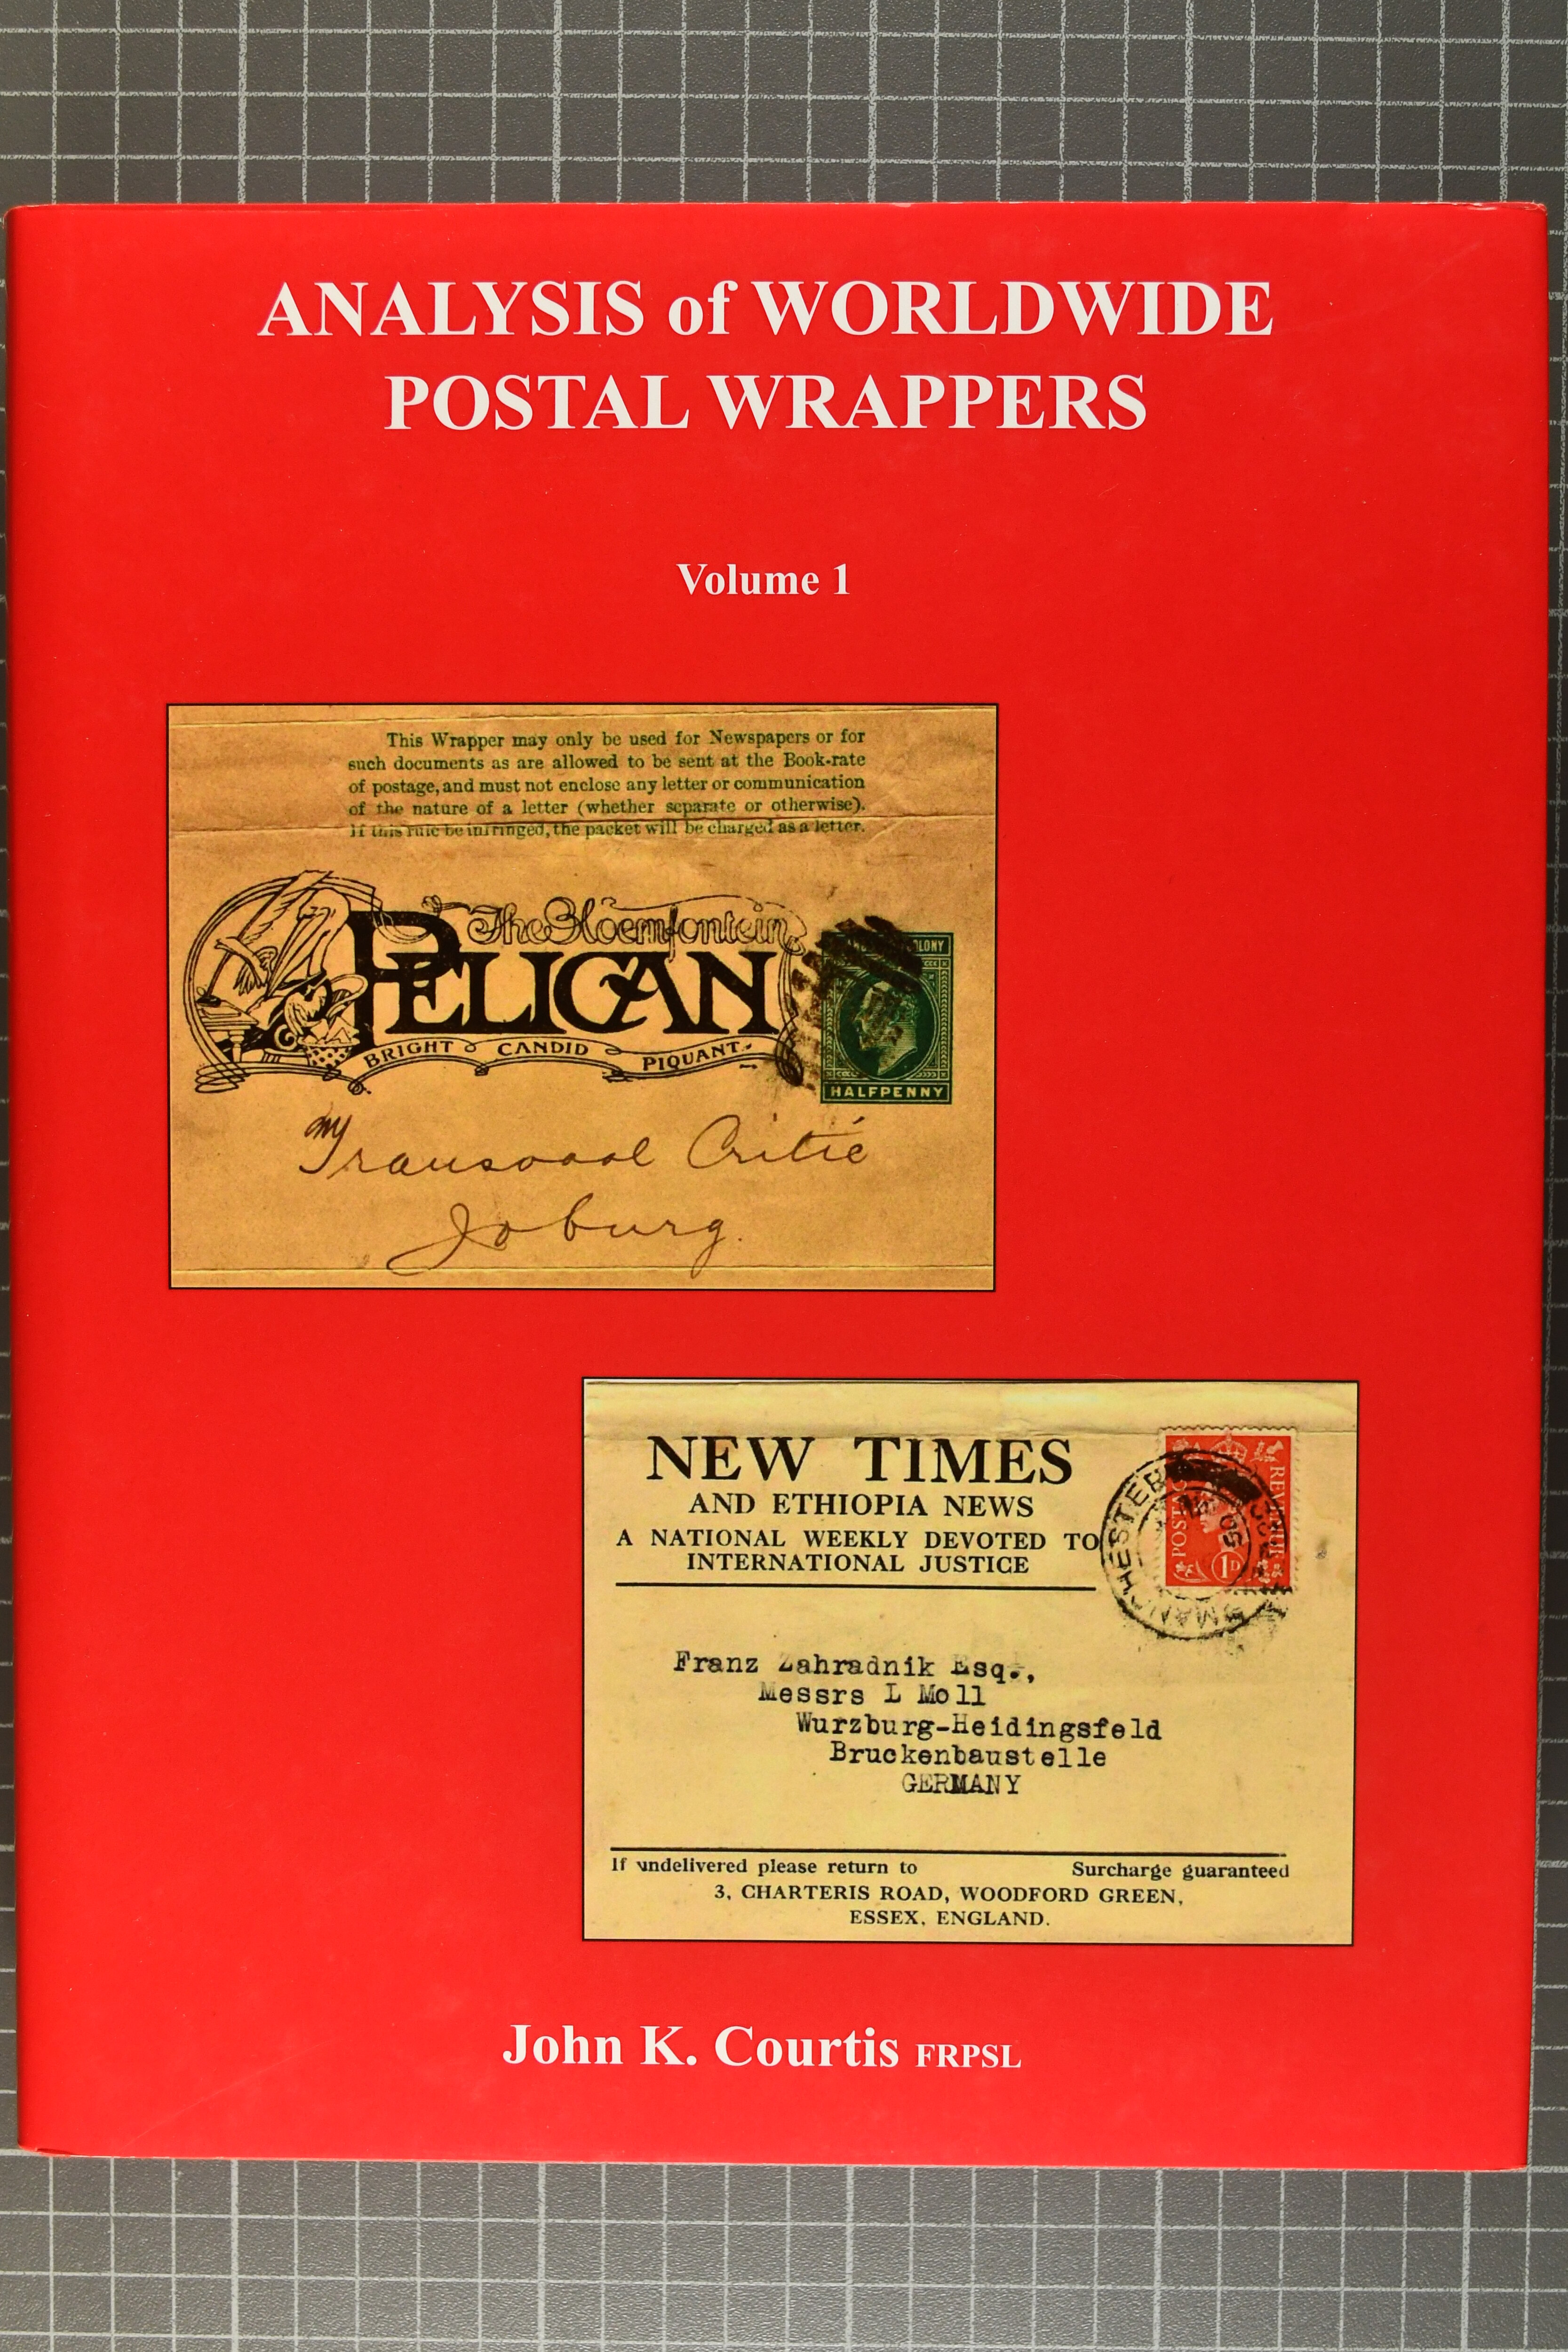 ANALYSIS of WORLDWIDE
POSTAL WRAPPERS
Volume 1
This Wrapper may only be used for Newspapers or for
such documents as are allowed to be sent at the Book-rate
of postage, and must not enclose any letter or communication
of the nature of a letter (whether separate or otherwise).
If this rule be infringed, the packet will be charged as a letter.
The Bloemfontein
PELICAN
BRIGHT CANDID PIQUANT
COLONY
HALFPENNY
Transvaal Critic
Joburg.
NEW TIMES
AND ETHIOPIA NEWS
A NATIONAL WEEKLY DEVOTED TO
INTERNATIONAL JUSTICE
POSTAGE
REVENUE
1D
MANCHESTER
Franz Zahradnik Esq.,
Messrs L Moll
Wurzburg-Heidingsfeld
Bruckenbaustelle
GERMANY
If undelivered please return to
Surcharge guaranteed
3, CHARTERIS ROAD, WOODFORD GREEN,
ESSEX, ENGLAND.
John K. Courtis FRPSL